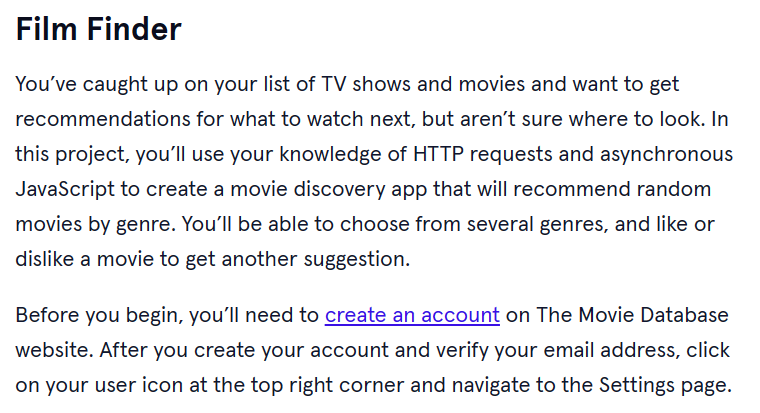 Film Finder
You’ve caught up on your list of TV shows and movies and want to get
recommendations for what to watch next, but aren’t sure where to look. In
this project, you’ll use your knowledge of HTTP requests and asynchronous
JavaScript to create a movie discovery app that will recommend random
movies by genre. You’ll be able to choose from several genres, and like or
dislike a movie to get another suggestion.
Before you begin, you’ll need to create an account on The Movie Database
website. After you create your account and verify your email address, click
on your user icon at the top right corner and navigate to the Settings page.